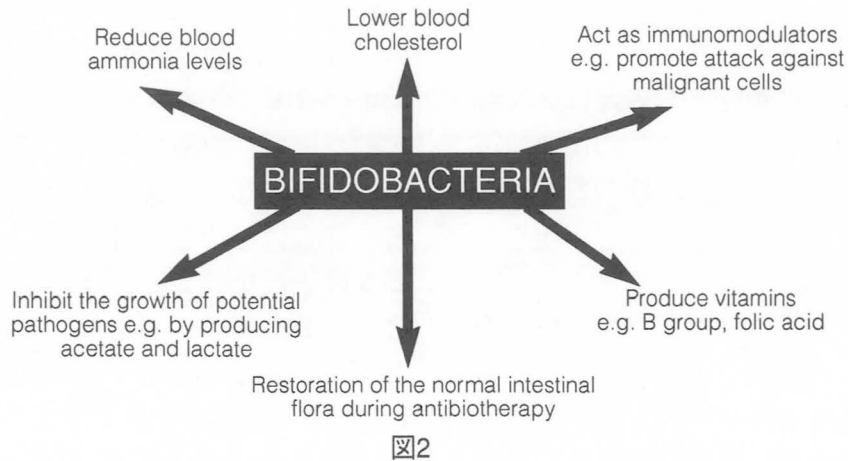 Reduce blood
ammonia levels
Lower blood
cholesterol
Act as immunomodulators
e.g. promote attack against
malignant cells
BIFIDOBACTERIA
Inhibit the growth of potential
pathogens e.g. by producing
acetate and lactate
Produce vitamins
e.g. B group, folic acid
Restoration of the normal intestinal
flora during antibiotherapy
図2